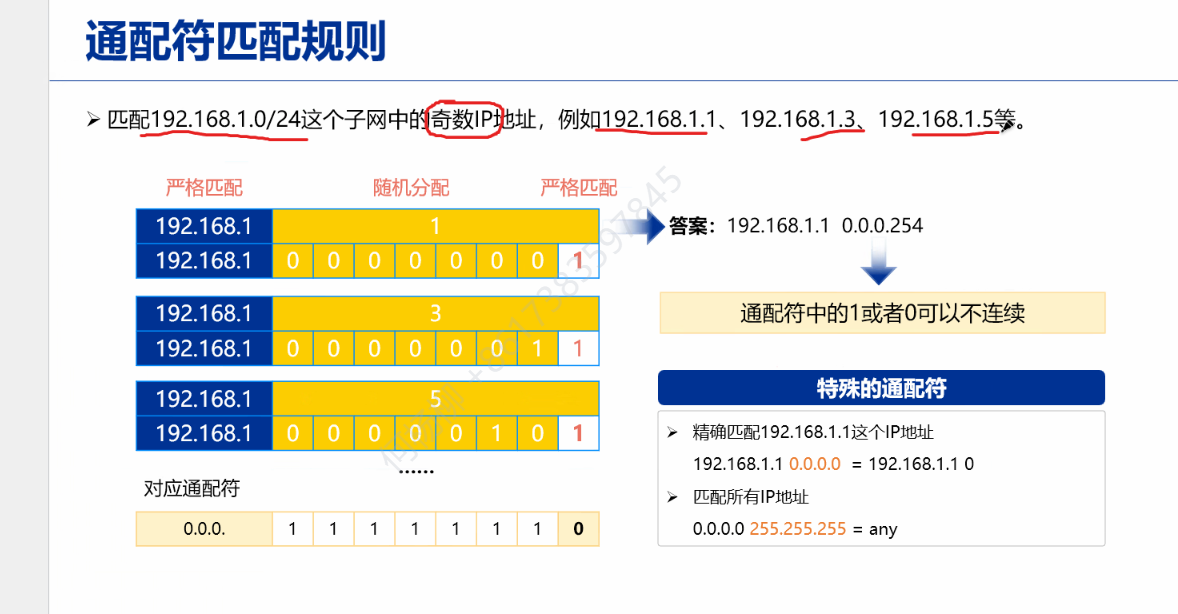 通配符匹配规则
➢ 匹配192.168.1.0/24这个子网中的奇数IP地址，例如192.168.1.1、192.168.1.3、192.168.1.5等。
严格匹配 随机分配 严格匹配
192.168.1 1
192.168.1 0 0 0 0 0 0 0 1
答案：192.168.1.1 0.0.0.254
192.168.1 3
192.168.1 0 0 0 0 0 0 1 1
通配符中的1或者0可以不连续
192.168.1 5
192.168.1 0 0 0 0 0 1 0 1
......
对应通配符
0.0.0. 1 1 1 1 1 1 1 0
特殊的通配符
➢ 精确匹配192.168.1.1这个IP地址
192.168.1.1 0.0.0.0 = 192.168.1.1 0
➢ 匹配所有IP地址
0.0.0.0 255.255.255 = any